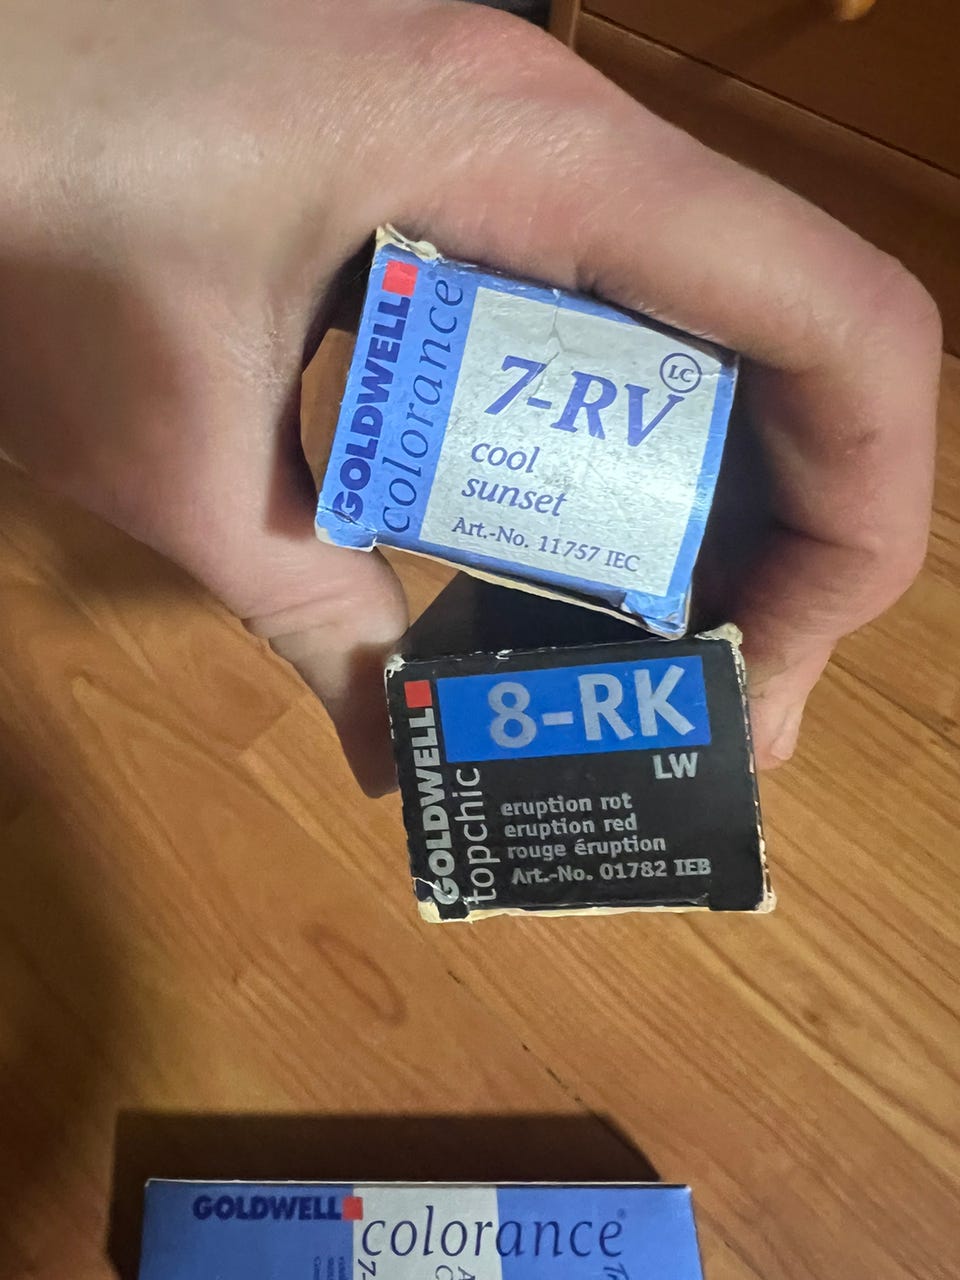 GOLDWELL
colorance®
7-RV
LC
cool
sunset
Art.-No. 11757 IEC
GOLDWELL
topchic
8-RK
LW
eruption rot
eruption red
rouge éruption
Art.-No. 01782 IEB
GOLDWELL
colorance®
7-